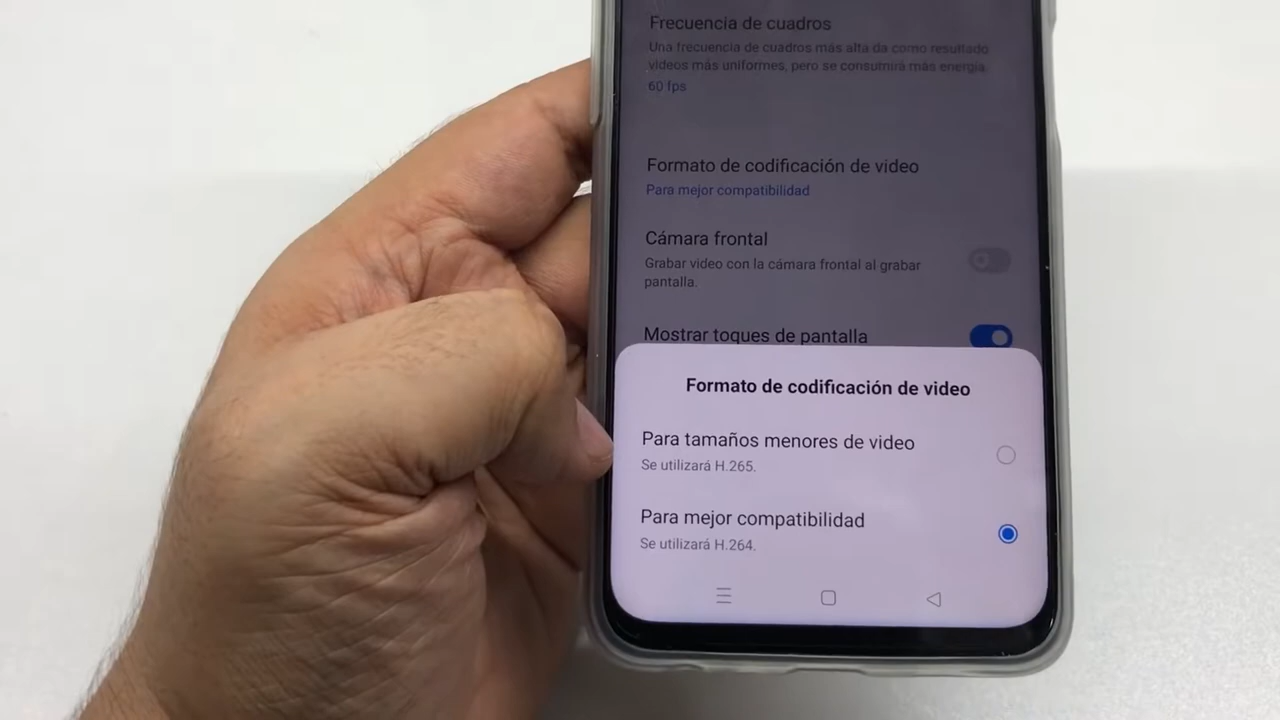 Frecuencia de cuadros
Una frecuencia de cuadros más alta da como resultado
videos más uniformes, pero se consumirá más energía.
60 fps
Formato de codificación de video
Para mejor compatibilidad
Cámara frontal
Grabar video con la cámara frontal al grabar
pantalla.
Mostrar toques de pantalla
Formato de codificación de video
Para tamaños menores de video
Se utilizará H.265.
Para mejor compatibilidad
Se utilizará H.264.